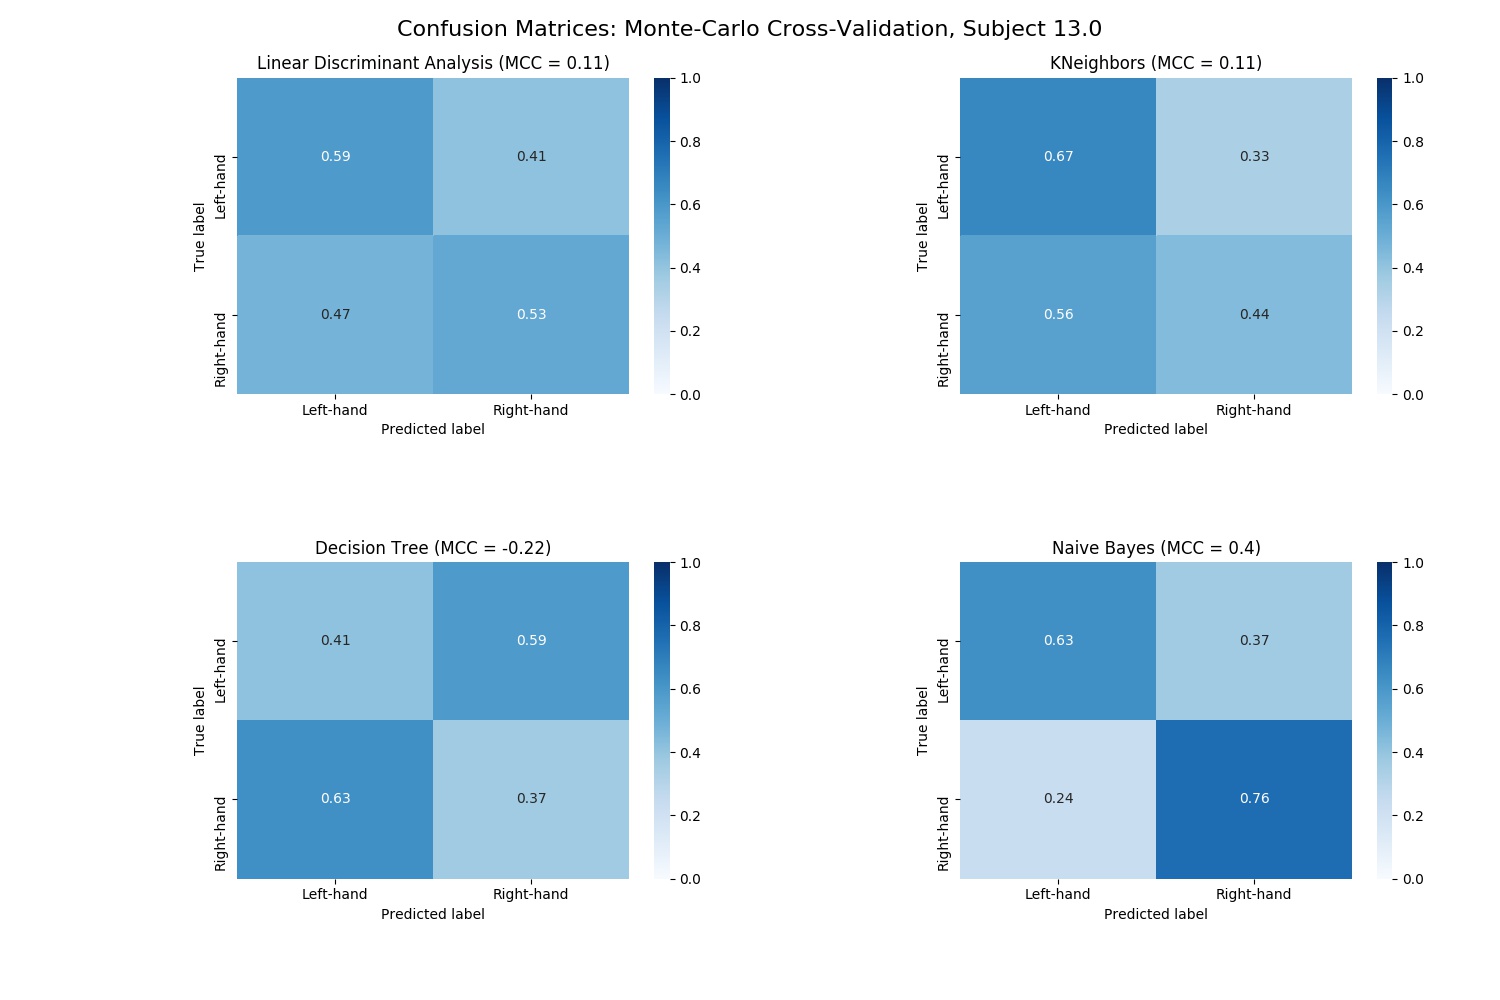 Confusion Matrices: Monte-Carlo Cross-Validation, Subject 13.0
Linear Discriminant Analysis (MCC = 0.11)
True label
Left-hand
Right-hand
0.59 0.41
0.47 0.53
Left-hand Right-hand
Predicted label
1.0
0.8
0.6
0.4
0.2
0.0
KNeighbors (MCC = 0.11)
True label
Left-hand
Right-hand
0.67 0.33
0.56 0.44
Left-hand Right-hand
Predicted label
1.0
0.8
0.6
0.4
0.2
0.0
Decision Tree (MCC = -0.22)
True label
Left-hand
Right-hand
0.41 0.59
0.63 0.37
Left-hand Right-hand
Predicted label
1.0
0.8
0.6
0.4
0.2
0.0
Naive Bayes (MCC = 0.4)
True label
Left-hand
Right-hand
0.63 0.37
0.24 0.76
Left-hand Right-hand
Predicted label
1.0
0.8
0.6
0.4
0.2
0.0